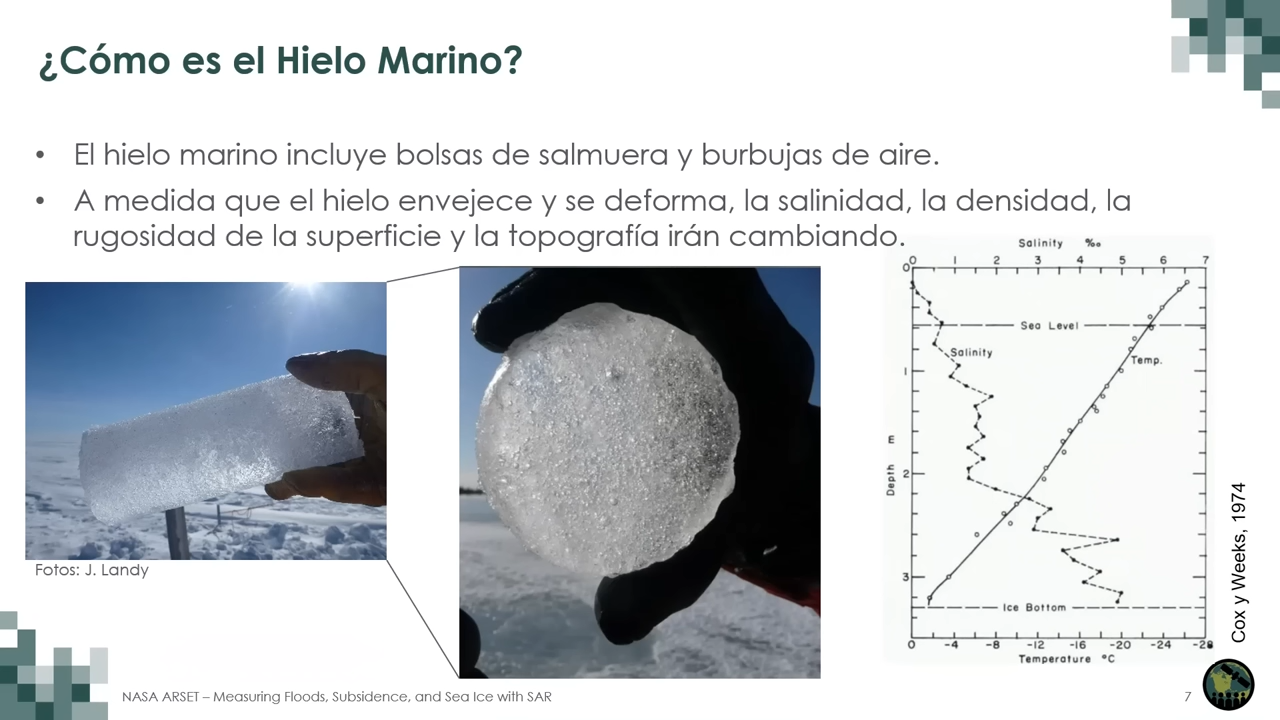 ¿Cómo es el Hielo Marino?
• El hielo marino incluye bolsas de salmuera y burbujas de aire.
• A medida que el hielo envejece y se deforma, la salinidad, la densidad, la
rugosidad de la superficie y la topografía irán cambiando.
Fotos: J. Landy
Salinity ‰
0 1 2 3 4 5 6 7
0
Sea Level
Salinity
Temp.
1
Depth m
2
3
Ice Bottom
0 -4 -8 -12 -16 -20 -24 -28
Temperature °C
Cox y Weeks, 1974
NASA ARSET – Measuring Floods, Subsidence, and Sea Ice with SAR
7